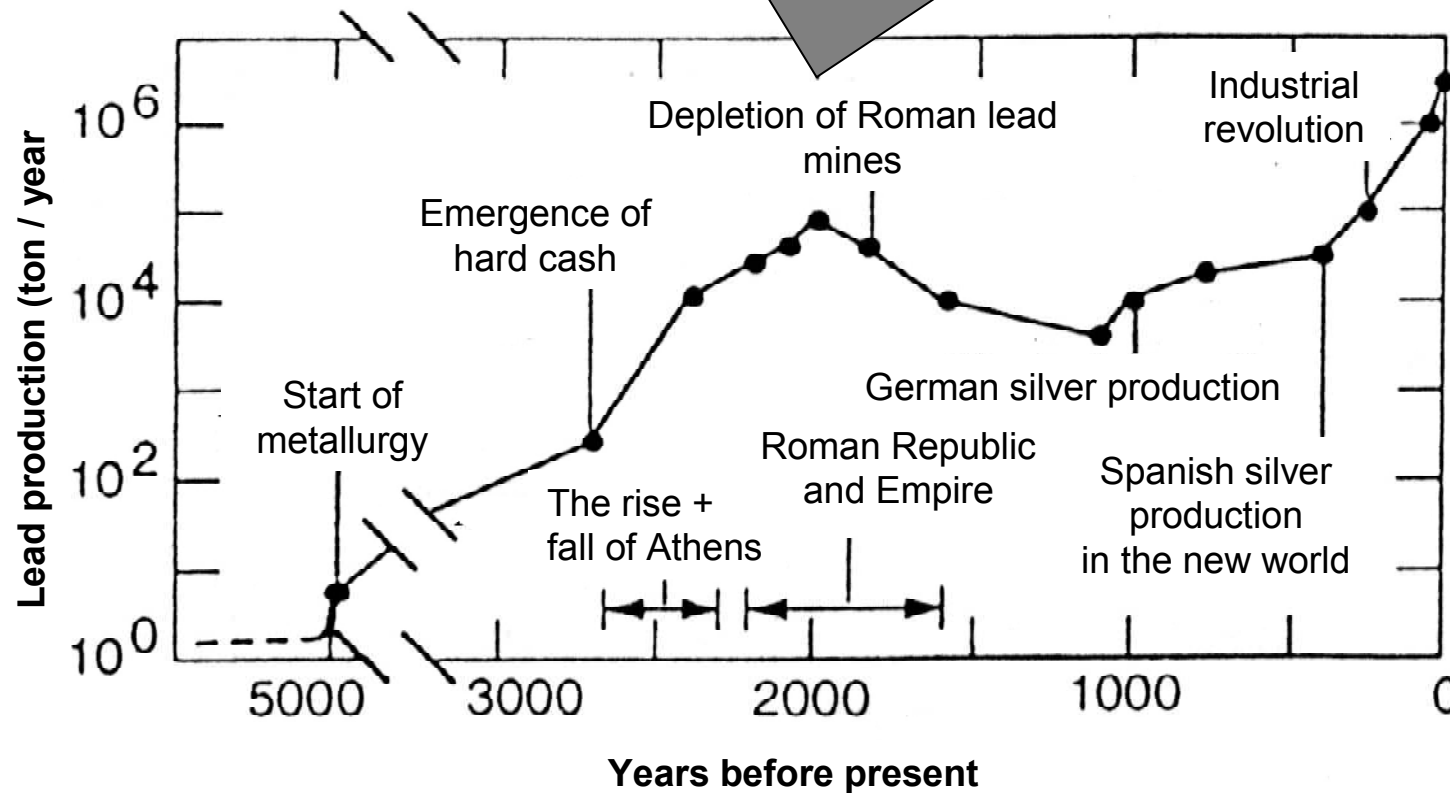 Lead production (ton / year
10^6
10^4
10^2
10^0
Start of
metallurgy
Emergence of
hard cash
The rise +
fall of Athens
Depletion of Roman lead
mines
Roman Republic
and Empire
German silver production
Spanish silver
production
in the new world
Industrial
revolution
5000 3000 2000 1000 0
Years before present